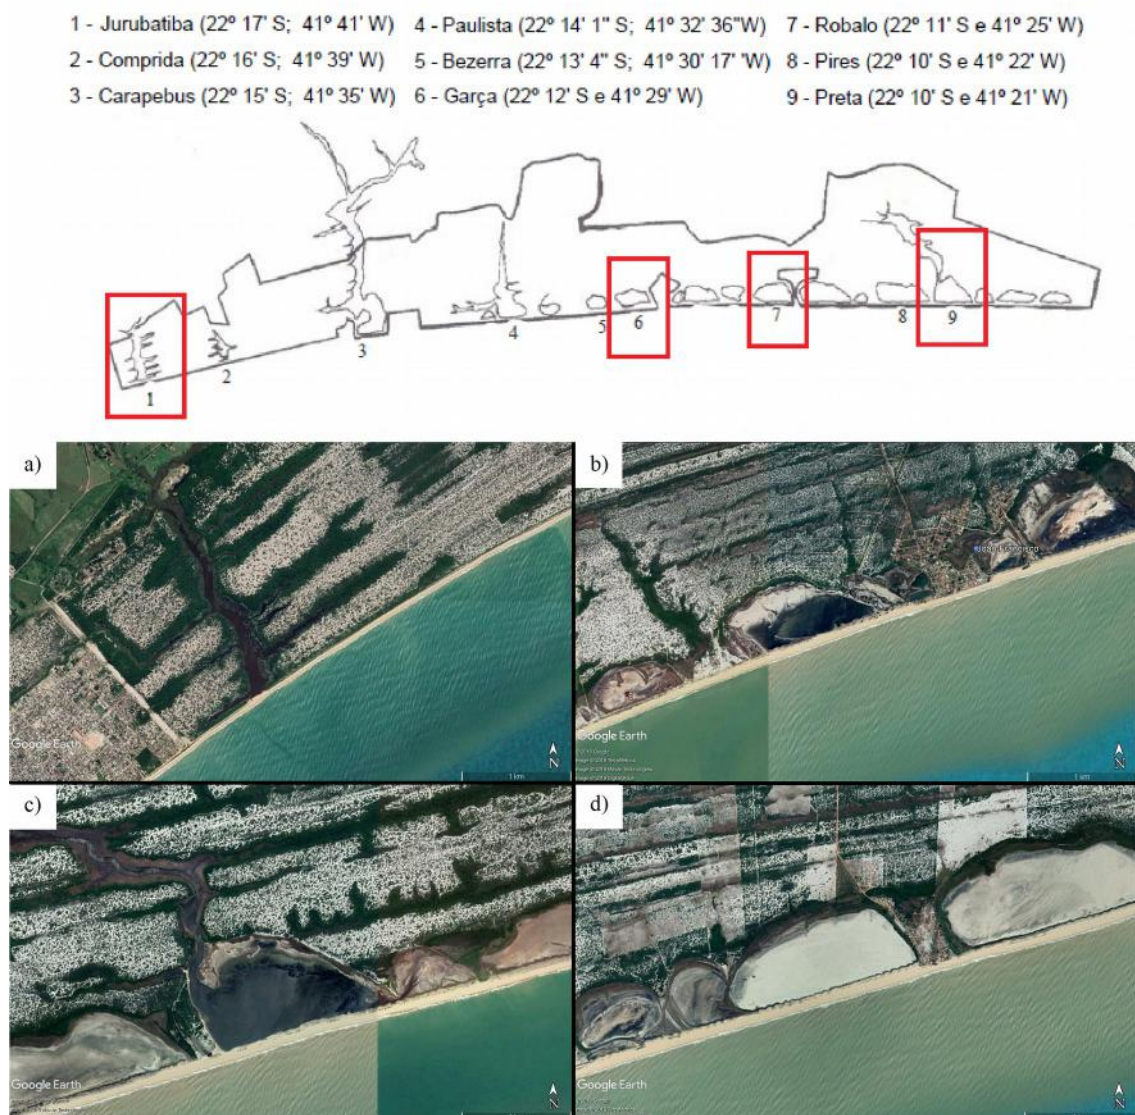 1 - Jurubatiba (22º 17' S; 41º 41' W) 4 - Paulista (22º 14' 1" S; 41º 32' 36"W) 7 - Robalo (22º 11' S e 41º 25' W)
2 - Comprida (22º 16' S; 41º 39' W) 5 - Bezerra (22º 13' 4" S; 41º 30' 17' 'W) 8 - Pires (22º 10' S e 41º 22' W)
3 - Carapebus (22º 15' S; 41º 35' W) 6 - Garça (22º 12' S e 41º 29' W) 9 - Preta (22º 10' S e 41º 21' W)
1
2
3
4
5
6
7
8
9
a)
Google Earth
N
1 km
b)
Google Earth
N
1 km
c)
Google Earth
N
d)
Google Earth
N